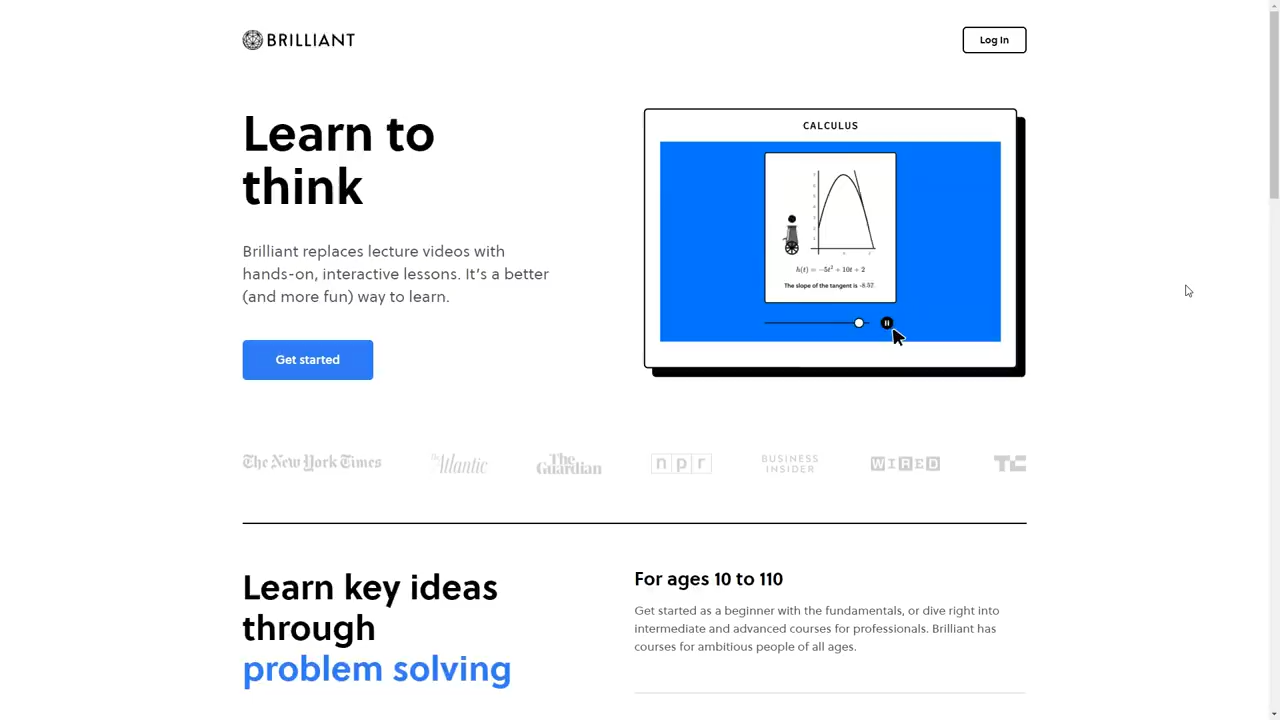 BRILLIANT
Log In
Learn to
think
Brilliant replaces lecture videos with
hands-on, interactive lessons. It's a better
(and more fun) way to learn.
Get started
CALCULUS
h(t) = −5t² + 10t + 2
The slope of the tangent is -8.52
The New York Times
The Atlantic
The Guardian
npr
BUSINESS
INSIDER
WIRED
TC
Learn key ideas
through
problem solving
For ages 10 to 110
Get started as a beginner with the fundamentals, or dive right into
intermediate and advanced courses for professionals. Brilliant has
courses for ambitious people of all ages.